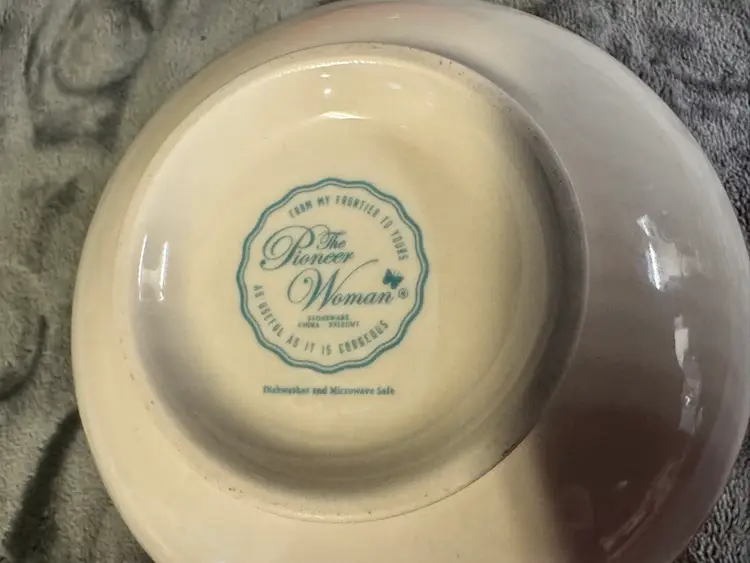 FROM MY FRONTIER TO YOURS
The
Pioneer
Woman®
STONEWARE
CHINA
AS USEFUL AS IT IS GORGEOUS
Dishwasher and Microwave Safe